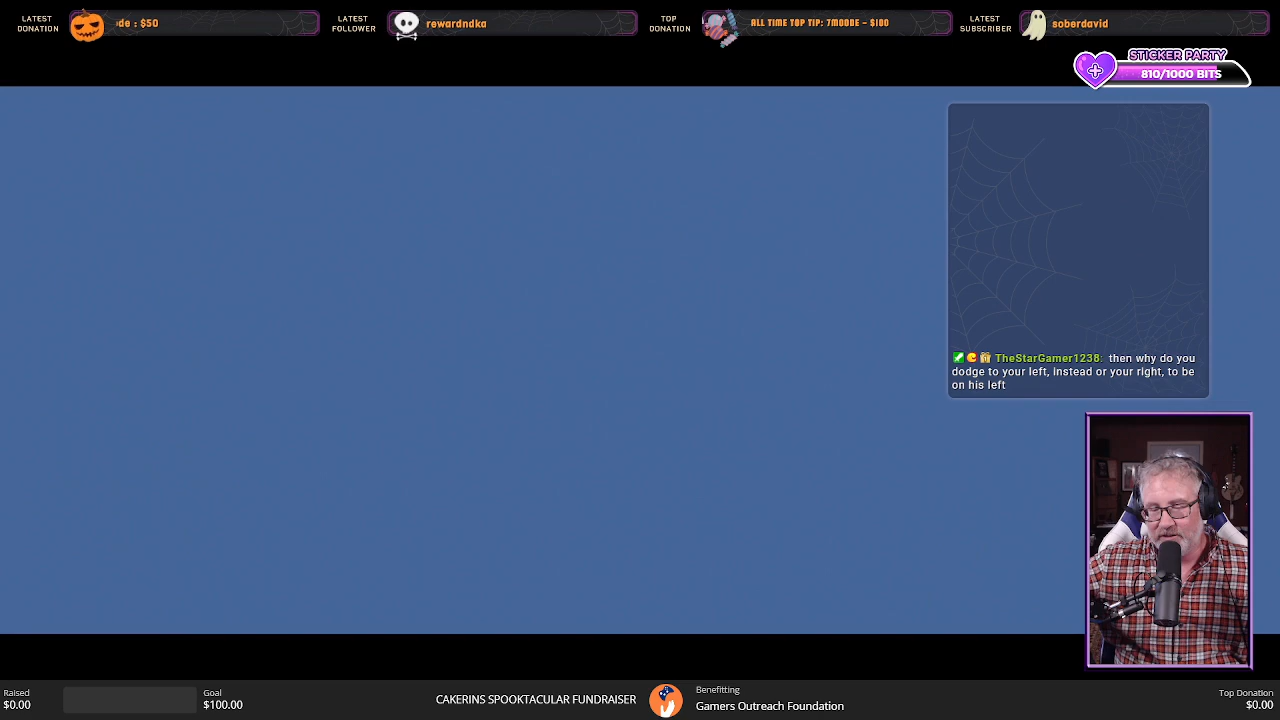 LATEST
DONATION
ode : $50
LATEST
FOLLOWER
rewardndka
TOP
DONATION
ALL TIME TOP TIP: 7MOODE - $100
LATEST
SUBSCRIBER
soberdavid
STICKER PARTY
810/1000 BITS
TheStarGamer1238: then why do you
dodge to your left, instead or your right, to be
on his left
Raised
$0.00
Goal
$100.00
CAKERINS SPOOKTACULAR FUNDRAISER
Benefitting
Gamers Outreach Foundation
Top Donation
$0.00